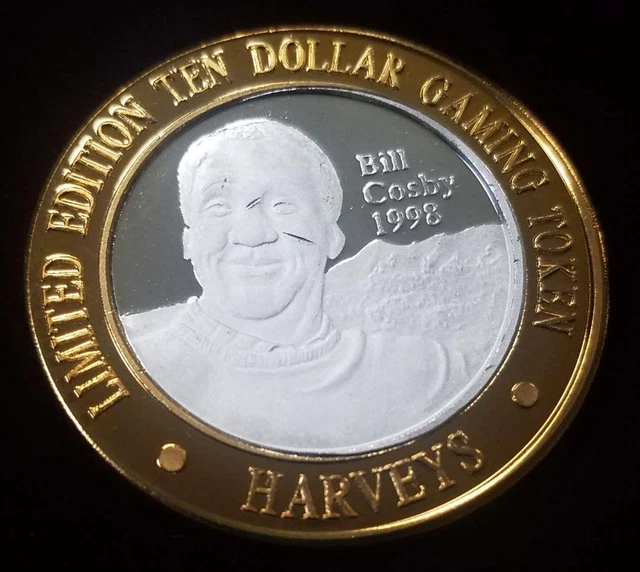 LIMITED EDITION TEN DOLLAR GAMING TOKEN
Bill
Cosby
1998
HARVEYS